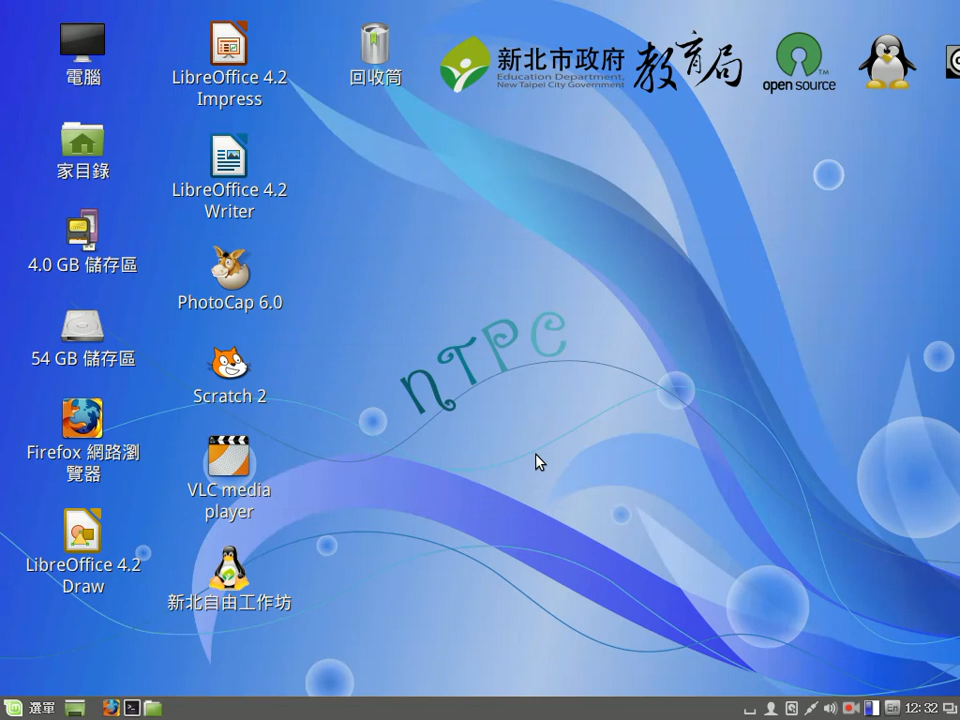 電腦
家目錄
4.0 GB 儲存區
54 GB 儲存區
Firefox 網路瀏
覽器
LibreOffice 4.2
Draw
LibreOffice 4.2
Impress
LibreOffice 4.2
Writer
PhotoCap 6.0
Scratch 2
VLC media
player
新北自由工作坊
回收筒
新北市政府 教育局
Education Department,
New Taipei City Government
open source
TM
NTPC
選單
En
12:32